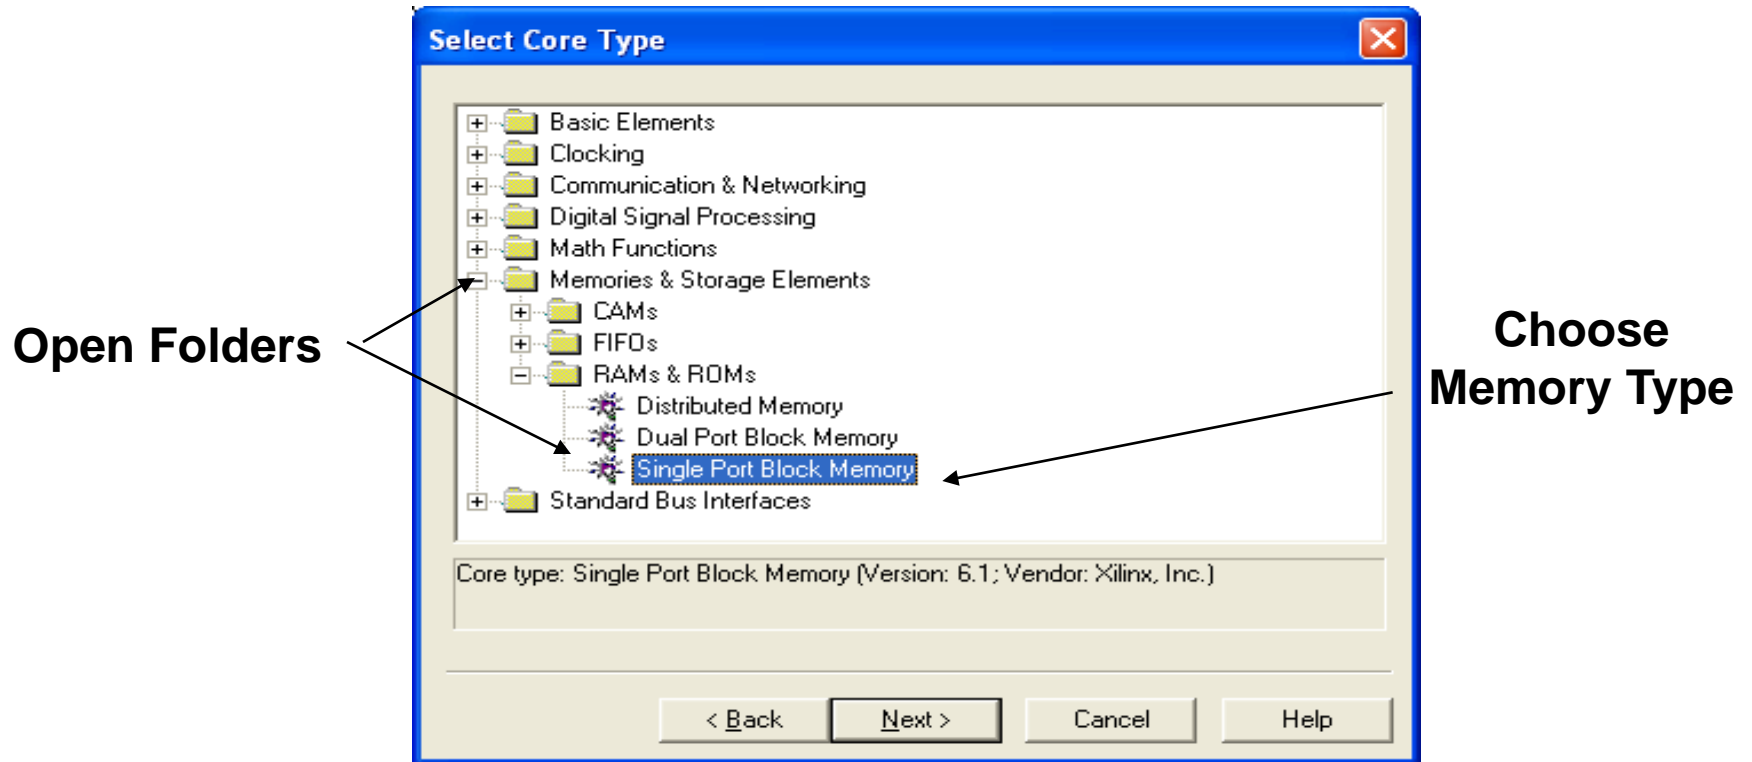 Select Core Type
Basic Elements
Clocking
Communication & Networking
Digital Signal Processing
Math Functions
Memories & Storage Elements
CAMs
FIFOs
RAMs & ROMs
Distributed Memory
Dual Port Block Memory
Single Port Block Memory
Standard Bus Interfaces
Open Folders
Choose
Memory Type
Core type: Single Port Block Memory (Version: 6.1; Vendor: Xilinx, Inc.)
< Back
Next >
Cancel
Help